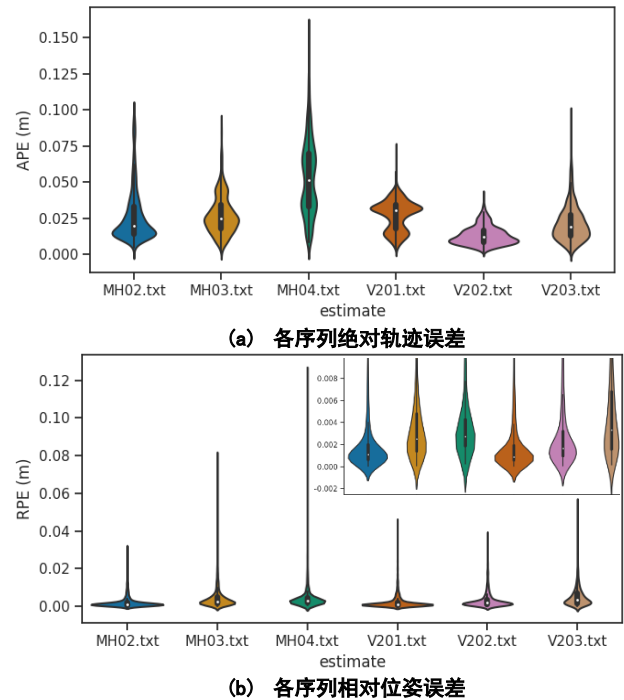 0.150
0.125
0.100
0.075
0.050
0.025
0.000
APE (m)
MH02.txt MH03.txt MH04.txt V201.txt V202.txt V203.txt
estimate
(a) 各序列绝对轨迹误差
0.12
0.10
0.08
0.06
0.04
0.02
0.00
RPE (m)
0.008
0.006
0.004
0.002
0.000
-0.002
MH02.txt MH03.txt MH04.txt V201.txt V202.txt V203.txt
estimate
(b) 各序列相对位姿误差